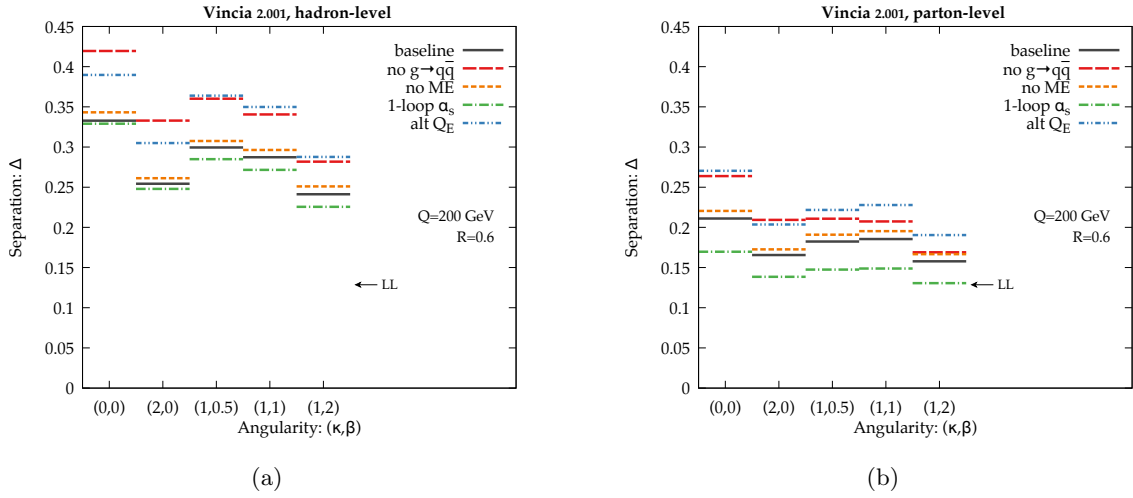 Vincia 2.001, hadron-level
Separation: Δ
0.45
0.4
0.35
0.3
0.25
0.2
0.15
0.1
0.05
0
baseline
no g→qq̅
no ME
1-loop αs
alt QE
Q=200 GeV
R=0.6
LL
(0,0) (2,0) (1,0.5) (1,1) (1,2)
Angularity: (κ,β)
(a)
Vincia 2.001, parton-level
Separation: Δ
0.45
0.4
0.35
0.3
0.25
0.2
0.15
0.1
0.05
0
baseline
no g→qq̅
no ME
1-loop αs
alt QE
Q=200 GeV
R=0.6
LL
(0,0) (2,0) (1,0.5) (1,1) (1,2)
Angularity: (κ,β)
(b)